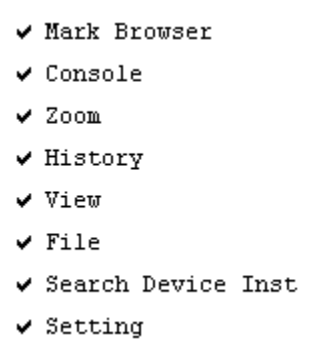 ✔ Mark Browser
✔ Console
✔ Zoom
✔ History
✔ View
✔ File
✔ Search Device Inst
✔ Setting